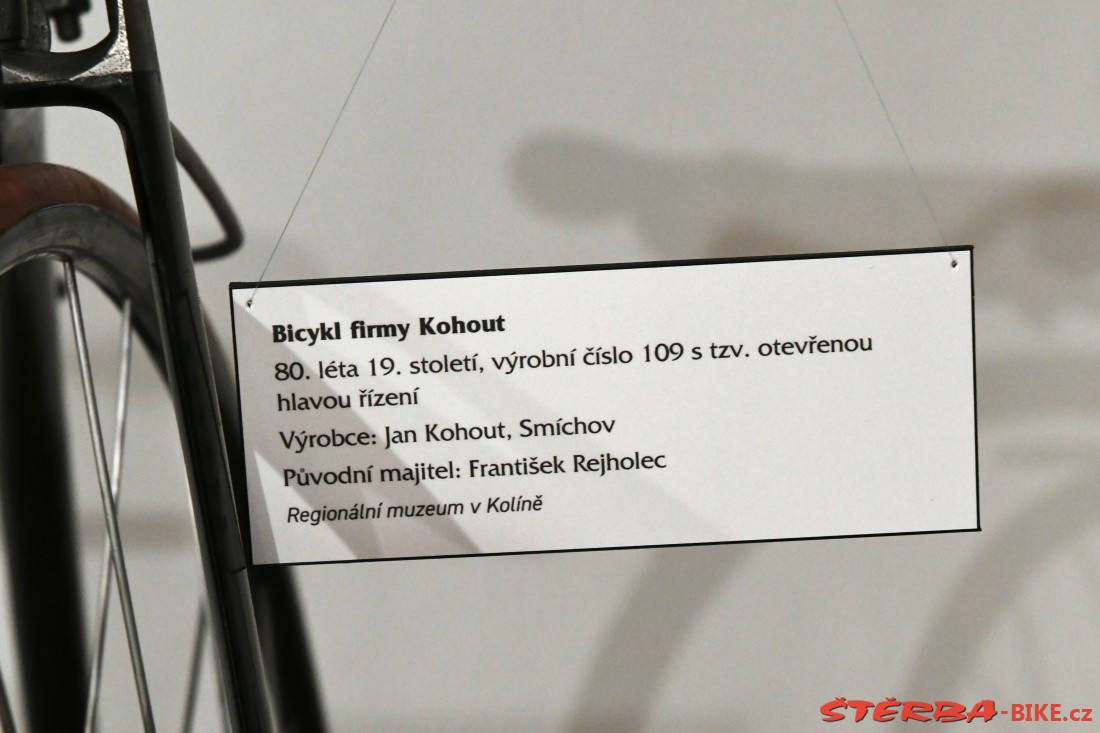 Bicykl firmy Kohout
80. léta 19. století, výrobní číslo 109 s tzv. otevřenou
hlavou řízení
Výrobce: Jan Kohout, Smíchov
Původní majitel: František Rejholec
Regionální muzeum v Kolíně
ŠTĚRBA-BIKE.cz